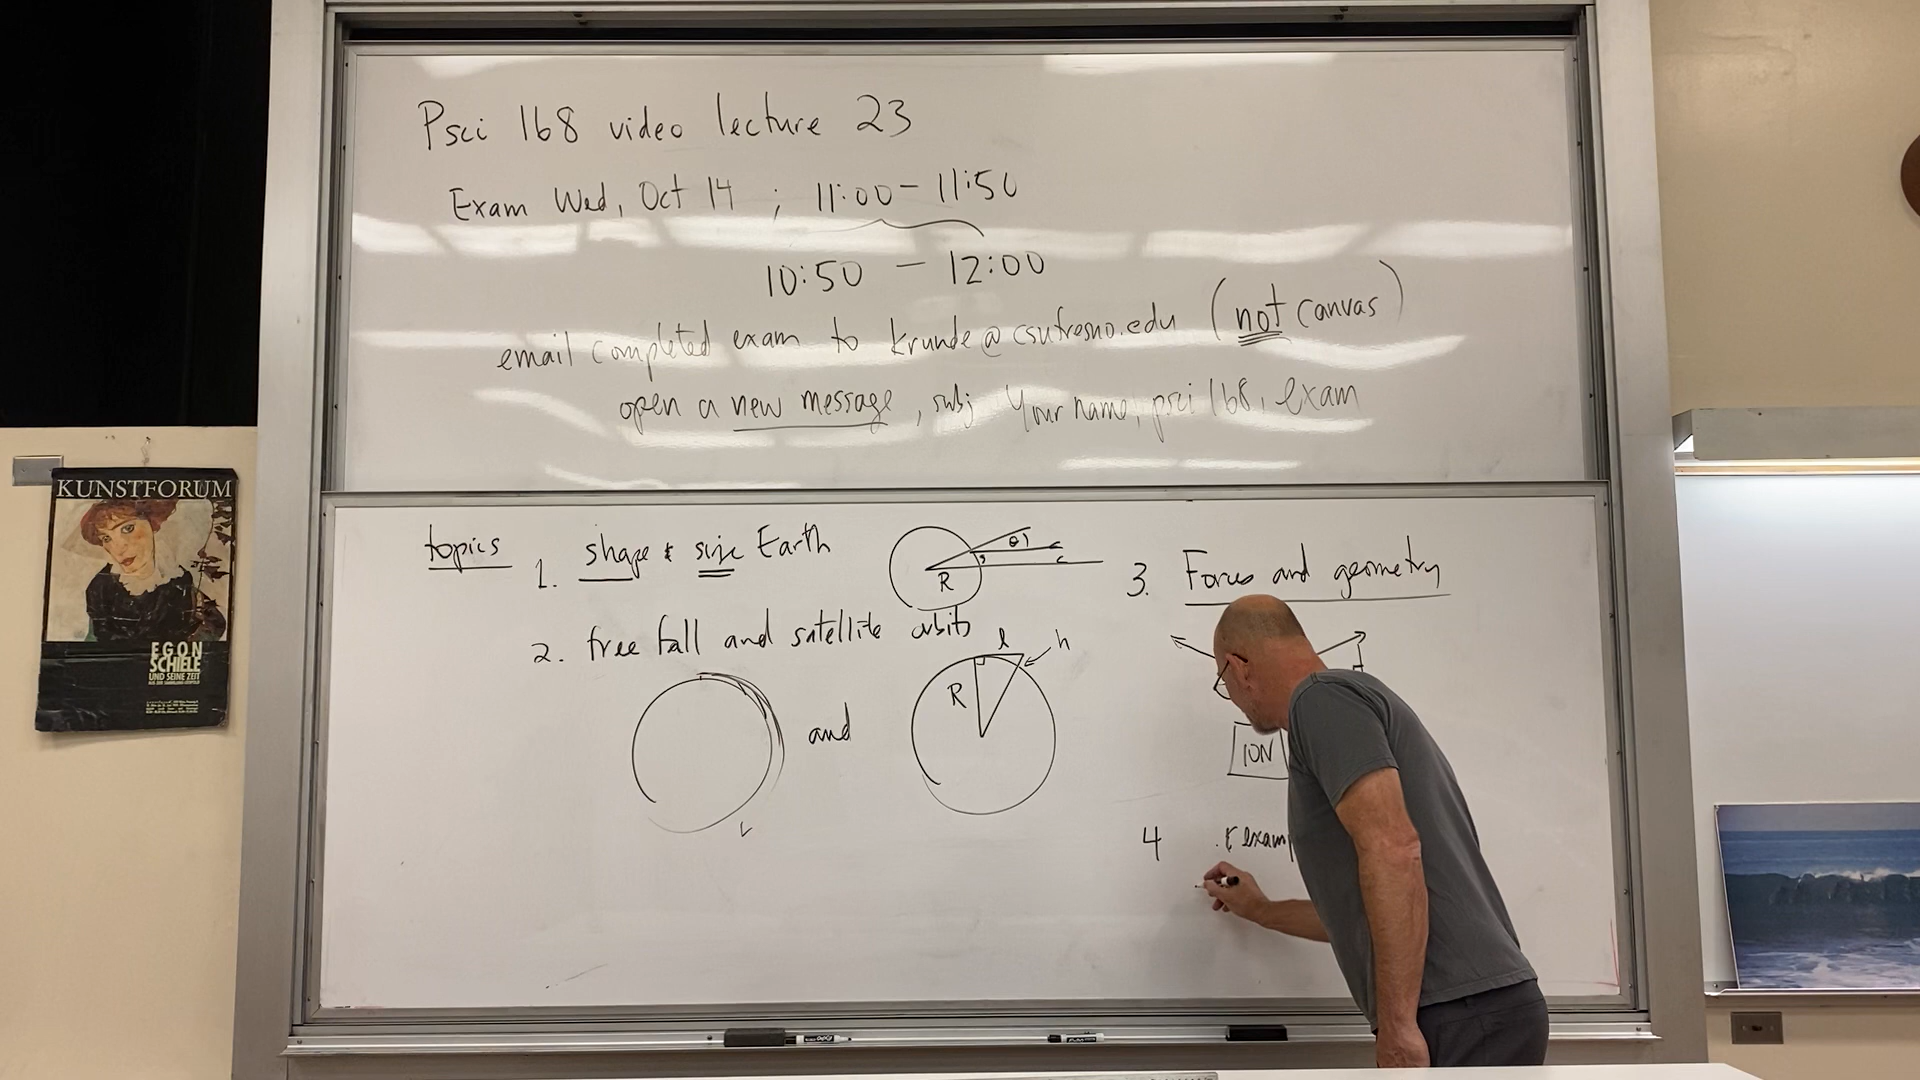 Psci 168 video lecture 23
Exam Wed, Oct 14 ; 11:00 – 11:50
10:50 – 12:00
email completed exam to krunde@csufresno.edu (not canvas)
open a new message, subj Your name, psci 168, exam
topics
1. shape & size Earth
θ
s
R
2. free fall and satellite orbits
and
R
l
h
3. Forces and geometry
10N
4
& exam
KUNSTFORUM
EGON
SCHIELE
UND SEINE ZEIT